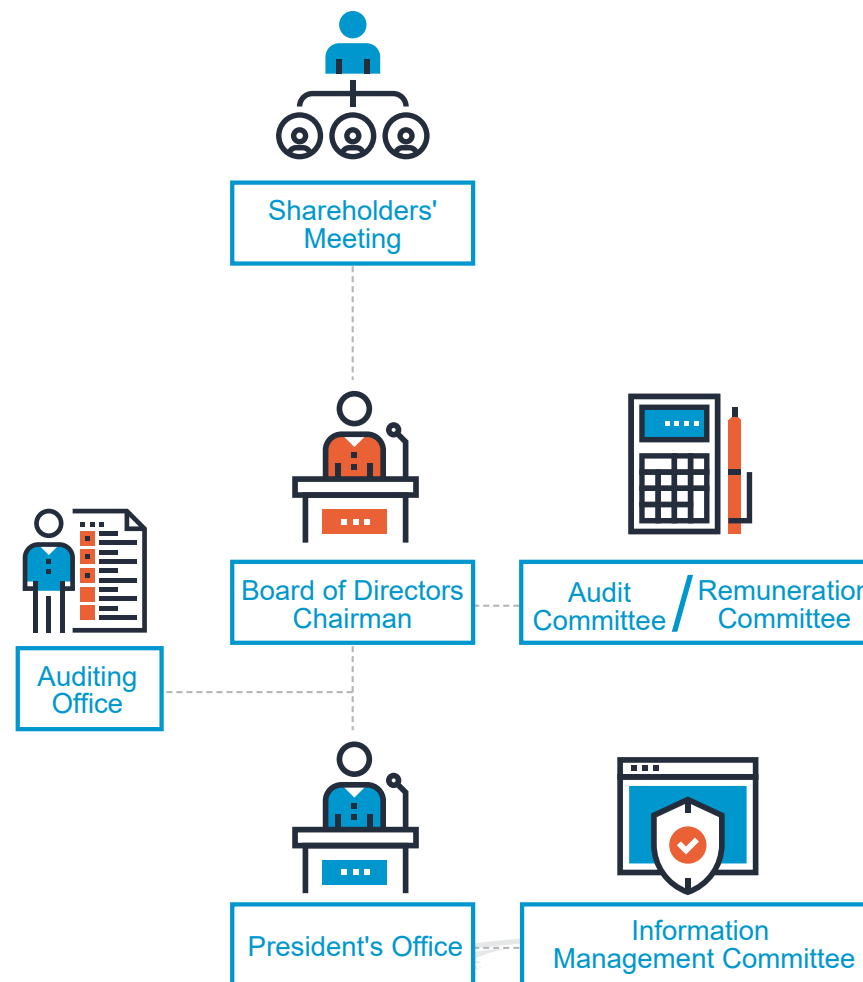 Shareholders'
Meeting
Board of Directors
Chairman
Audit
Committee
/
Remuneration
Committee
Auditing
Office
President's Office
Information
Management Committee